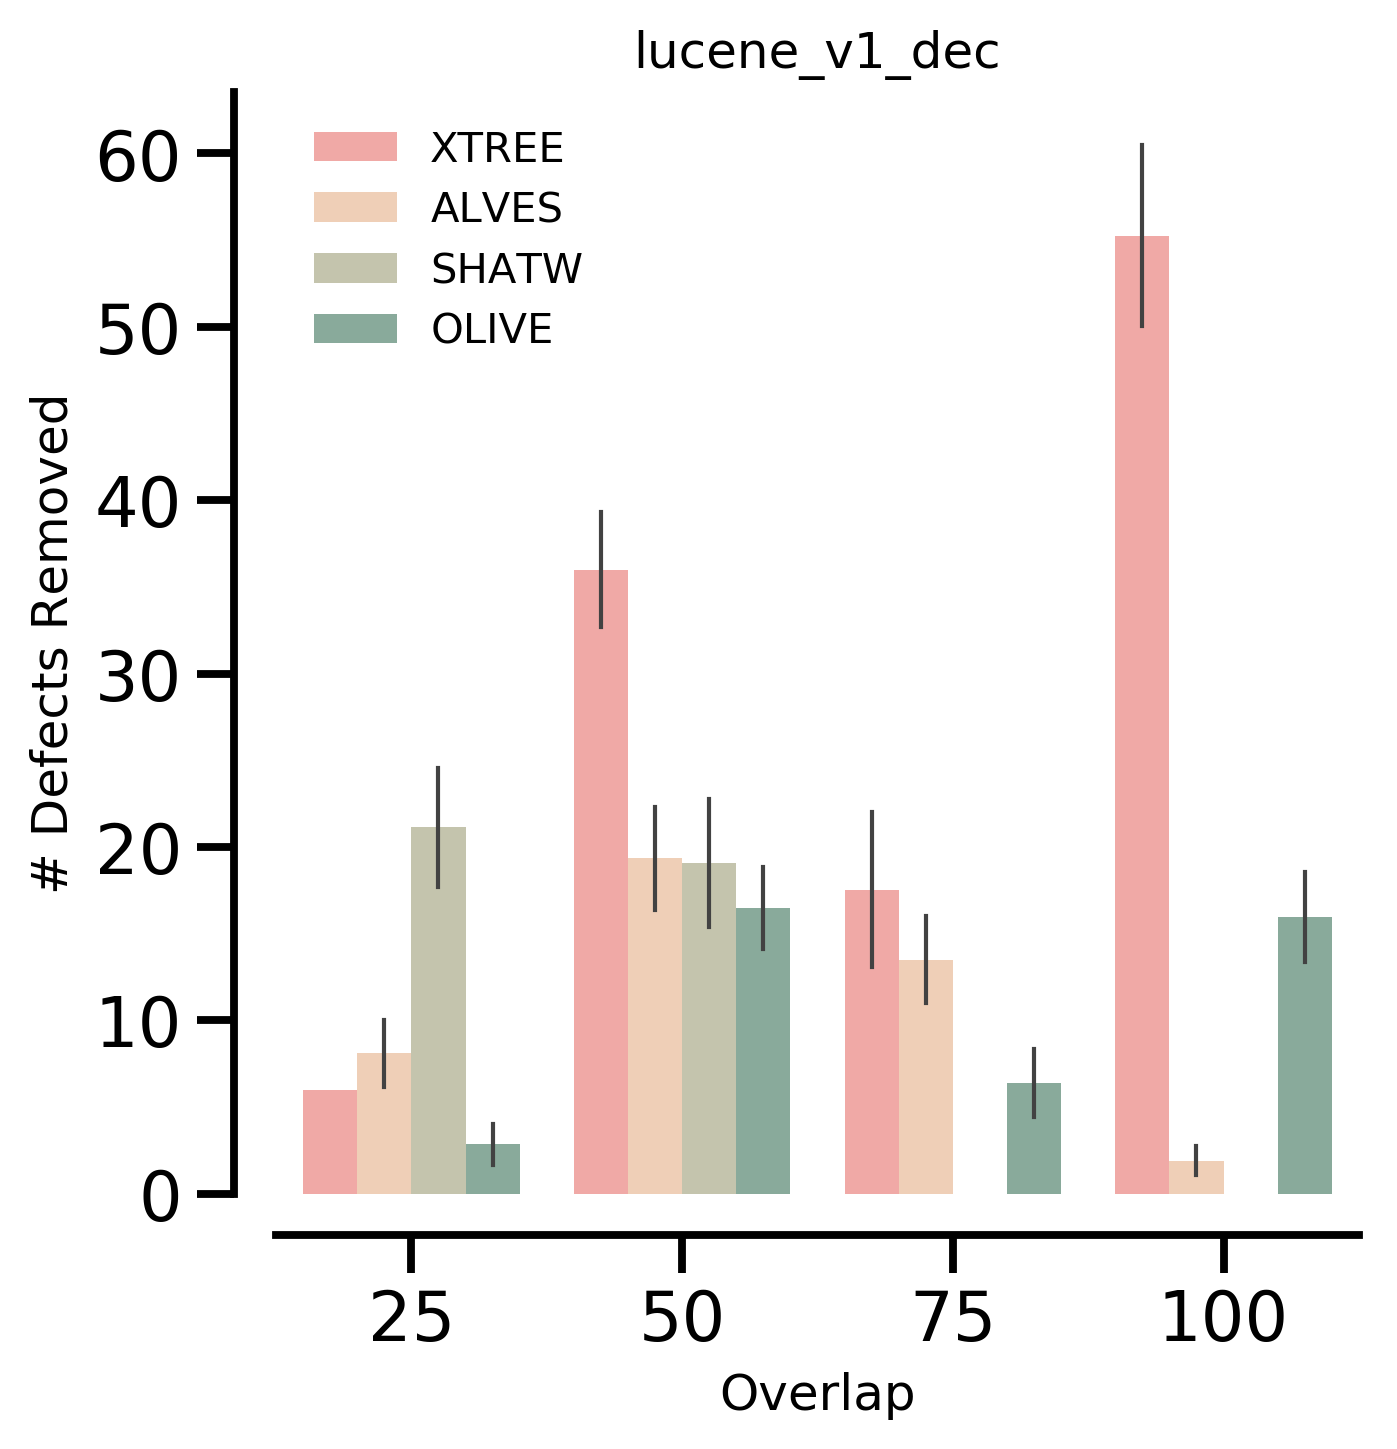 lucene_v1_dec
XTREE
ALVES
SHATW
OLIVE
# Defects Removed
60
50
40
30
20
10
0
25 50 75 100
Overlap